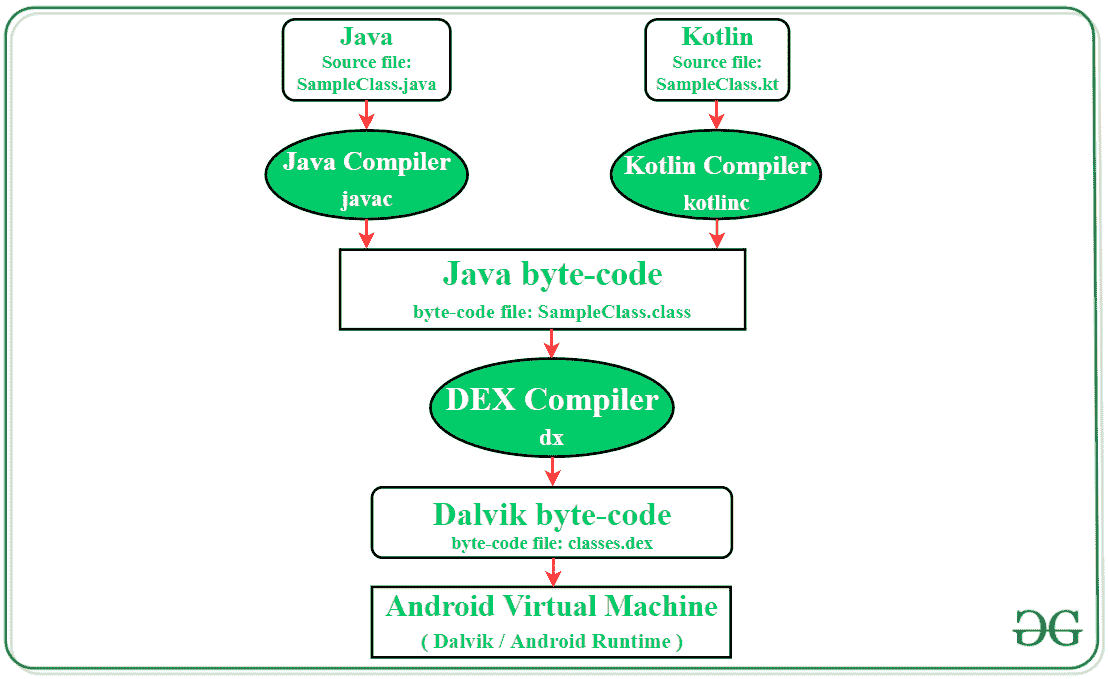 Java
Source file:
SampleClass.java
Kotlin
Source file:
SampleClass.kt
Java Compiler
javac
Kotlin Compiler
kotlinc
Java byte-code
byte-code file: SampleClass.class
DEX Compiler
dx
Dalvik byte-code
byte-code file: classes.dex
Android Virtual Machine
( Dalvik / Android Runtime )